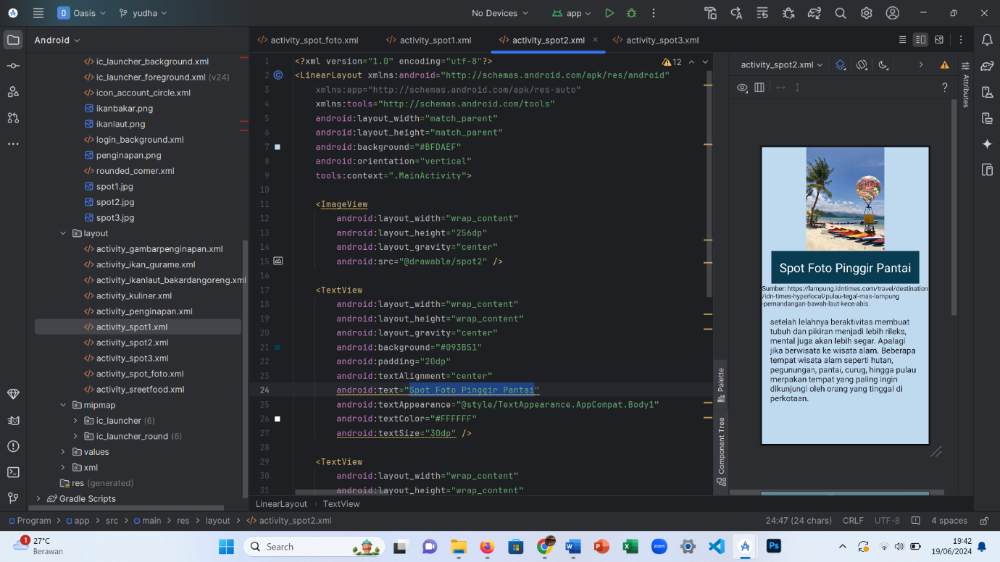 Oasis
yudha
No Devices
app
Android
activity_spot_foto.xml
activity_spot1.xml
activity_spot2.xml
activity_spot3.xml
ic_launcher_background.xml
ic_launcher_foreground.xml (v24)
icon_account_circle.xml
ikanbakar.png
ikanlaut.png
login_background.xml
penginapan.png
rounded_comer.xml
spot1.jpg
spot2.jpg
spot3.jpg
layout
activity_gambarpenginapan.xml
activity_ikan_gurame.xml
activity_ikanlaut_bakardangoreng.xml
activity_kuliner.xml
activity_penginapan.xml
activity_spot1.xml
activity_spot2.xml
activity_spot3.xml
activity_spot_foto.xml
activity_sreetfood.xml
mipmap
ic_launcher (6)
ic_launcher_round (6)
values
xml
res (generated)
Gradle Scripts
12
1 <?xml version="1.0" encoding="utf-8"?>
2 <LinearLayout xmlns:android="http://schemas.android.com/apk/res/android"
3 xmlns:app="http://schemas.android.com/apk/res-auto"
4 xmlns:tools="http://schemas.android.com/tools"
5 android:layout_width="match_parent"
6 android:layout_height="match_parent"
7 android:background="#BFDAEF"
8 android:orientation="vertical"
9 tools:context=".MainActivity">
10
11 <ImageView
12 android:layout_width="wrap_content"
13 android:layout_height="256dp"
14 android:layout_gravity="center"
15 android:src="@drawable/spot2" />
16
17 <TextView
18 android:layout_width="wrap_content"
19 android:layout_height="wrap_content"
20 android:layout_gravity="center"
21 android:background="#093B51"
22 android:padding="20dp"
23 android:textAlignment="center"
24 android:text="Spot Foto Pinggir Pantai"
25 android:textAppearance="@style/TextAppearance.AppCompat.Body1"
26 android:textColor="#FFFFFF"
27 android:textSize="30dp" />
28
29 <TextView
30 android:layout_width="wrap_content"
31 android:layout_height="wrap_content"
LinearLayout
TextView
Palette
Component Tree
activity_spot2.xml
?
Attributes
Spot Foto Pinggir Pantai
Sumber: https://lampung.idntimes.com/travel/destination
/idn-times-hyperlocal/pulau-tegal-mas-lampung
-pemandangan-bawah-laut-kece-abis.
setelah lelahnya beraktivitas membuat
tubuh dan pikiran menjadi lebih rileks,
mental juga akan lebih segar. Apalagi
jika berwisata ke wisata alam. Beberapa
tempat wisata alam seperti hutan,
pegunungan, pantai, curug, hingga pulau
merpakan tempat yang paling ingin
dikunjungi oleh orang yang tinggal di
perkotaan.
Program > app > src > main > res > layout > activity_spot2.xml
24:47 (24 chars)
CRLF
UTF-8
4 spaces
1
27°C
Berawan
Search
zoom
19:42
19/06/2024